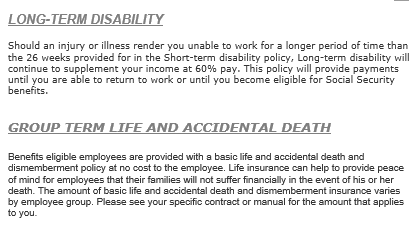 LONG-TERM DISABILITY
Should an injury or illness render you unable to work for a longer period of time than
the 26 weeks provided for in the Short-term disability policy, Long-term disability will
continue to supplement your income at 60% pay. This policy will provide payments
until you are able to return to work or until you become eligible for Social Security
benefits.
GROUP TERM LIFE AND ACCIDENTAL DEATH
Benefits eligible employees are provided with a basic life and accidental death and
dismemberment policy at no cost to the employee. Life insurance can help to provide peace
of mind for employees that their families will not suffer financially in the event of his or her
death. The amount of basic life and accidental death and dismemberment insurance varies
by employee group. Please see your specific contract or manual for the amount that applies
to you.